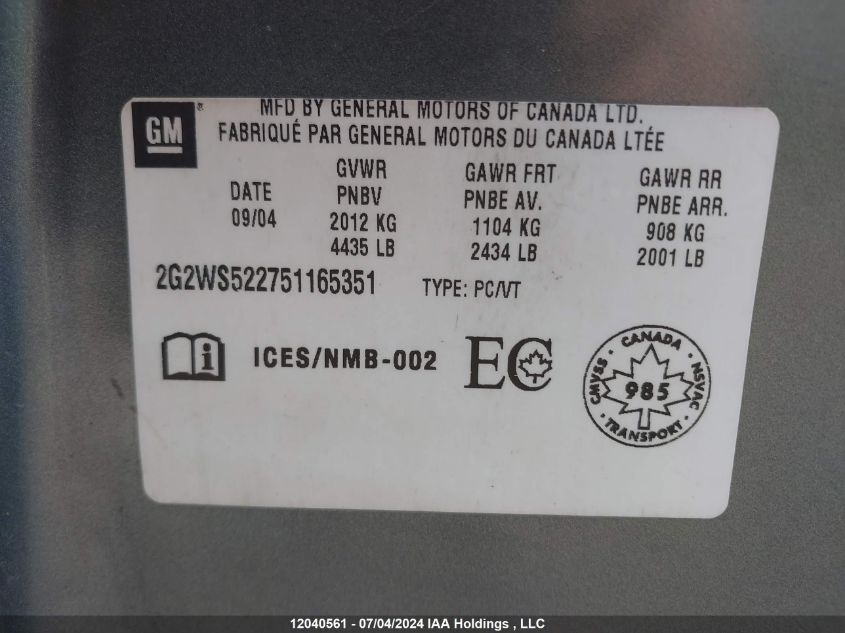 MFD BY GENERAL MOTORS OF CANADA LTD.
GM ®
FABRIQUÉ PAR GENERAL MOTORS DU CANADA LTÉE
GVWR GAWR FRT GAWR RR
DATE PNBV PNBE AV. PNBE ARR.
09/04 2012 KG 1104 KG 908 KG
4435 LB 2434 LB 2001 LB
2G2WS522751165351 TYPE: PC/VT
i ICES/NMB-002 EC
CANADA
CMVSS 985 NSVAC
TRANSPORT
12040561 - 07/04/2024 IAA Holdings , LLC